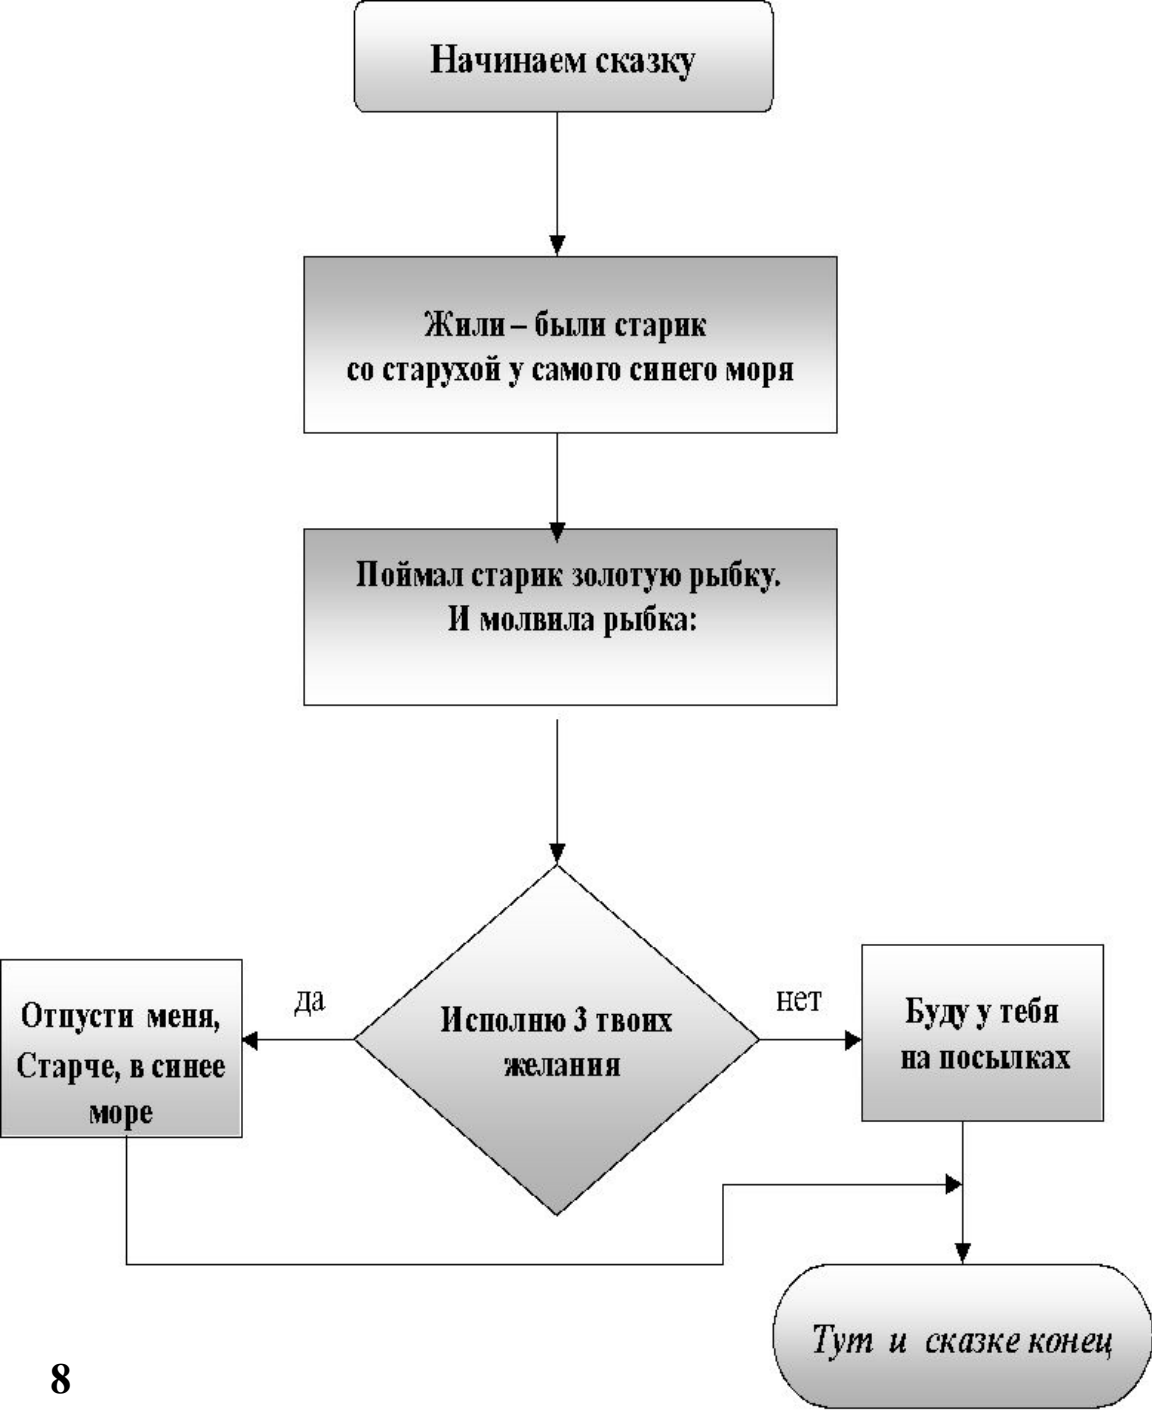 Начинаем сказку
Жили – были старик
со старухой у самого синего моря
Поймал старик золотую рыбку.
И молвила рыбка:
да
нет
Отпусти меня,
Старче, в синее
море
Исполню 3 твоих
желания
Буду у тебя
на посылках
Тут и сказке конец
8